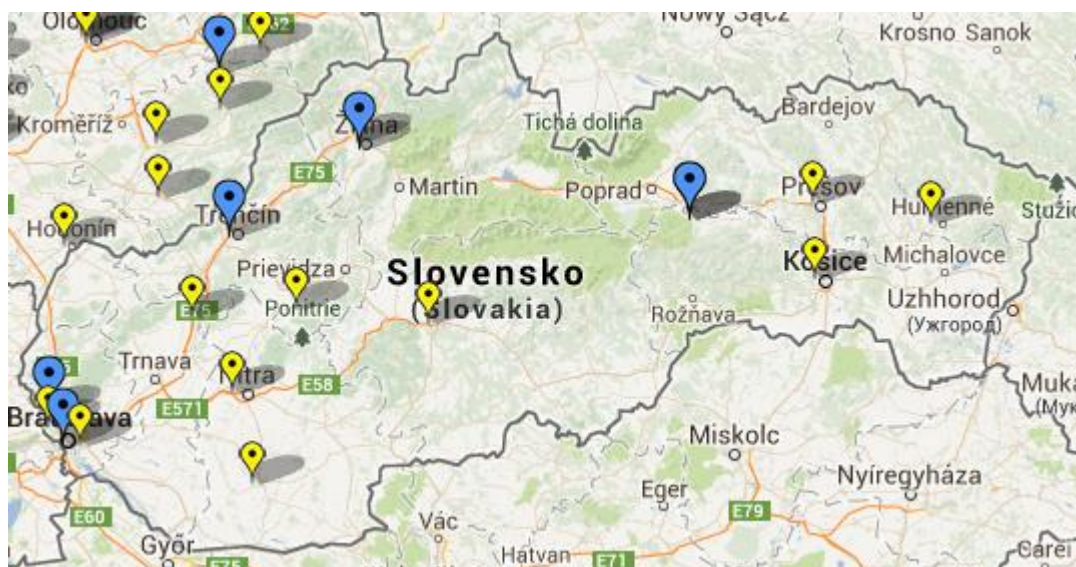 Olomouc
Nowy Sącz
Krosno
Sanok
Kroměříž
Žilina
Tichá dolina
Bardejov
E75
Martin
Poprad
Prešov
Humenné
Hodonín
Trenčín
Prievidza
Slovensko
(Slovakia)
Košice
Michalovce
E75
Ponitrie
Rožňava
Uzhhorod
(Ужгород)
Trnava
Nitra
E58
E571
Bratislava
Miskolc
Nyíregyháza
Eger
E60
Vác
E79
Győr
Hatvan
E71
E75
Carei